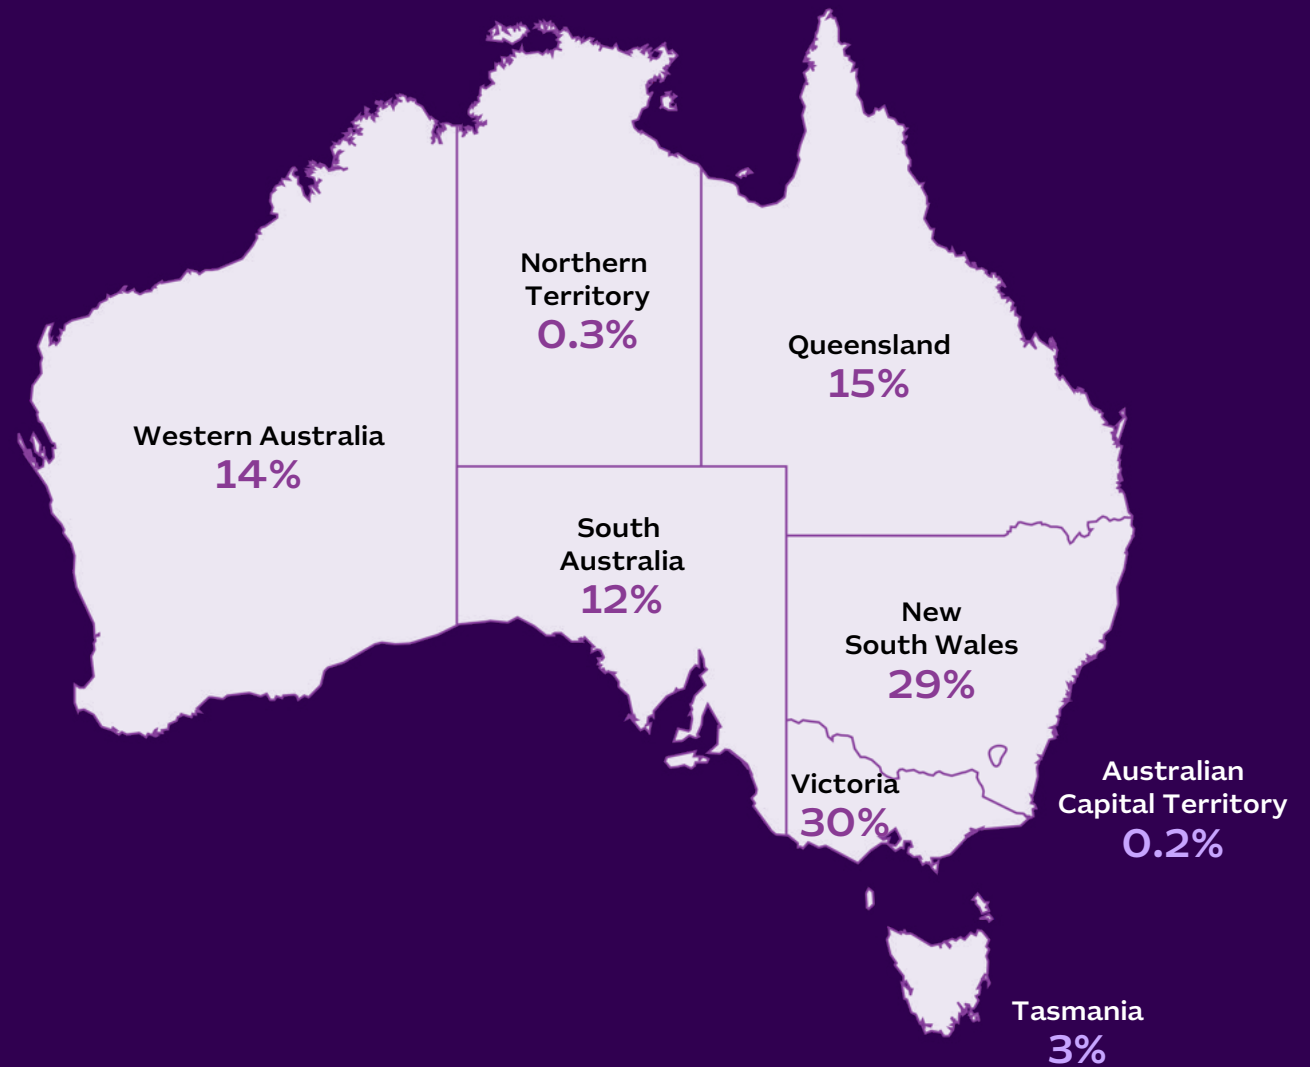 Northern
Territory
0.3%
Queensland
15%
Western Australia
14%
South
Australia
12%
New
South Wales
29%
Victoria
30%
Australian
Capital Territory
0.2%
Tasmania
3%